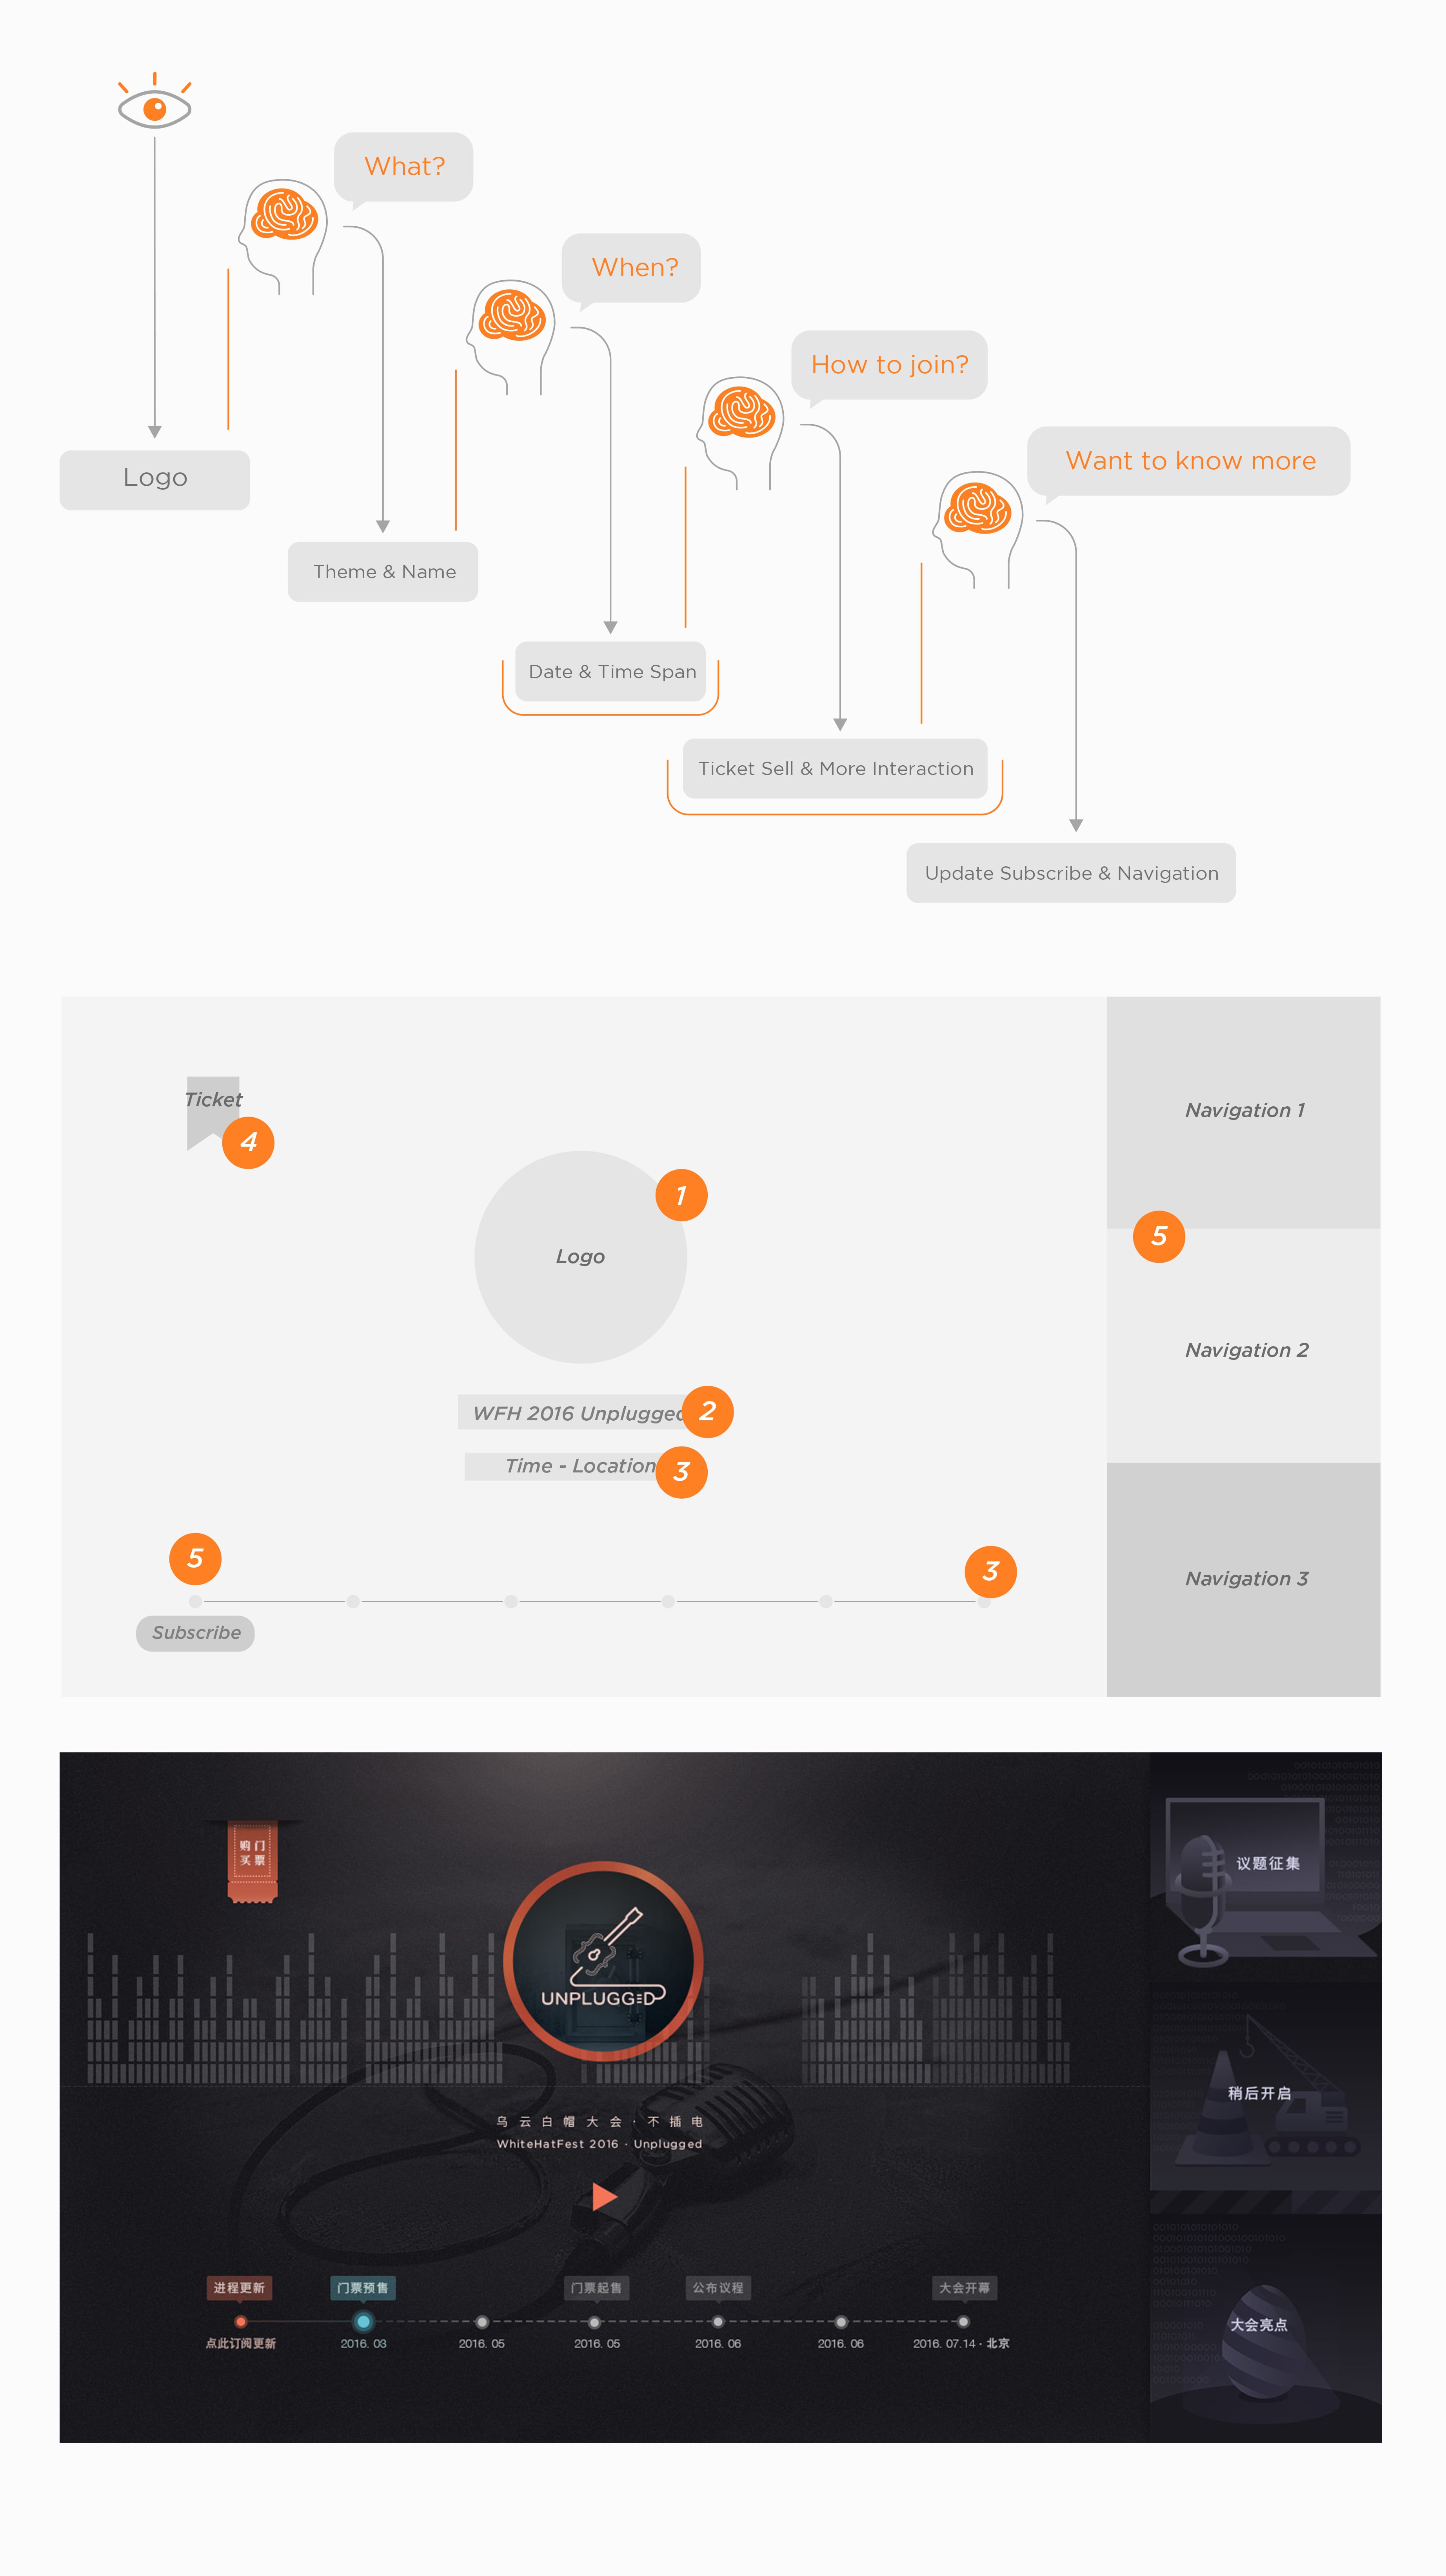 What?
When?
How to join?
Want to know more
Logo
Theme & Name
Date & Time Span
Ticket Sell & More Interaction
Update Subscribe & Navigation
Ticket
4
Navigation 1
1
Logo
5
Navigation 2
WFH 2016 Unplugged
2
Time - Location
3
5
3
Navigation 3
Subscribe
购 门
买 票
议题征集
UNPLUGGED
稍后开启
乌 云 白 帽 大 会 · 不 插 电
WhiteHatFest 2016 · Unplugged
进程更新
门票预售
门票起售
公布议程
大会开幕
点此订阅更新
2016. 03
2016. 05
2016. 05
2016. 06
2016. 06
2016. 07.14 · 北京
大会亮点